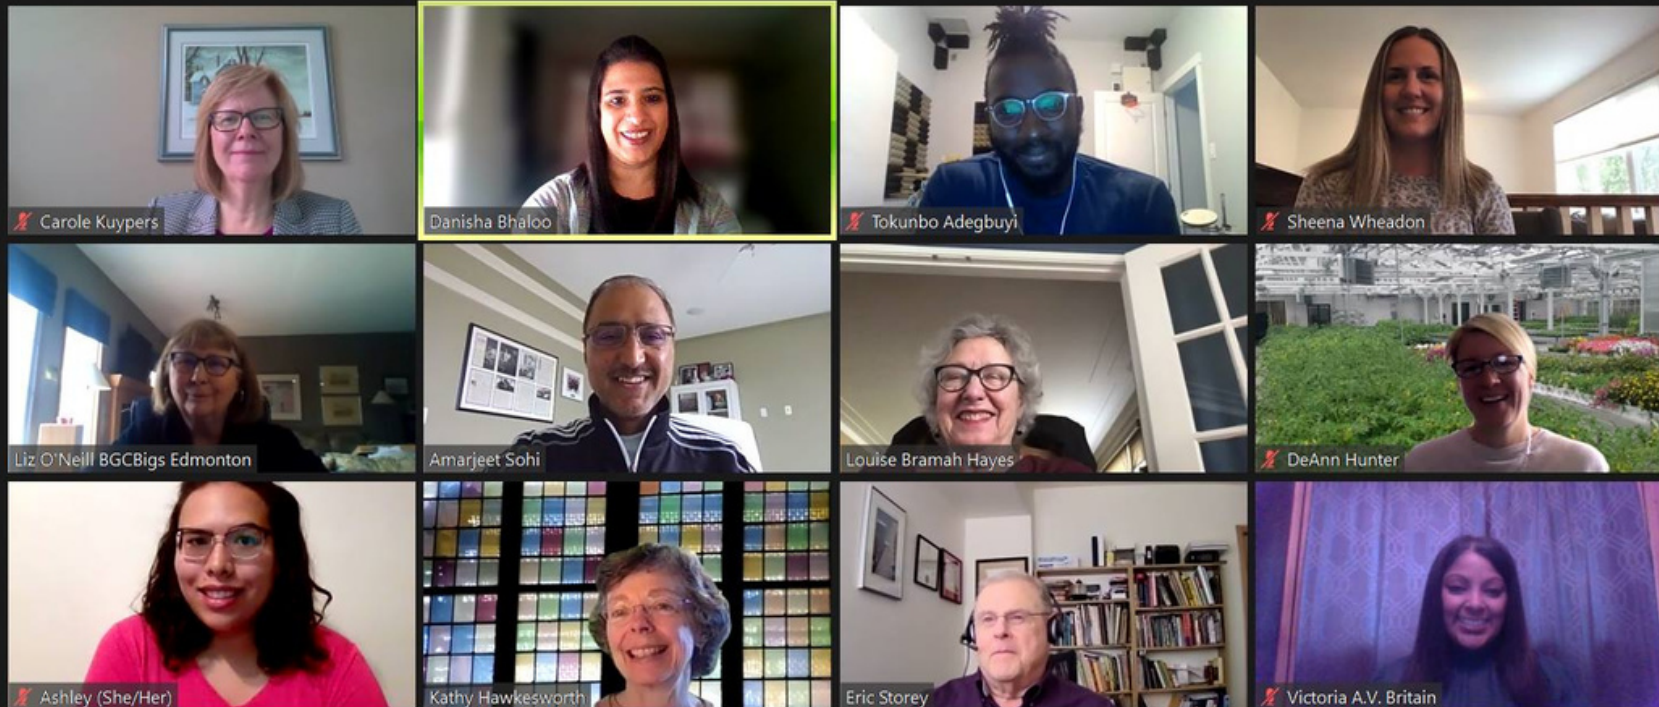 Carole Kuypers
Danisha Bhaloo
Tokunbo Adegbuyi
Sheena Wheadon
Liz O'Neill BGCBigs Edmonton
Amarjeet Sohi
Louise Bramah Hayes
DeAnn Hunter
Ashley (She/Her)
Kathy Hawkesworth
Eric Storey
Victoria A.V. Britain